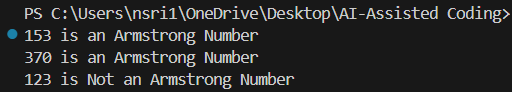 PS C:\Users\nsri1\OneDrive\Desktop\AI-Assisted Coding>
153 is an Armstrong Number
370 is an Armstrong Number
123 is Not an Armstrong Number